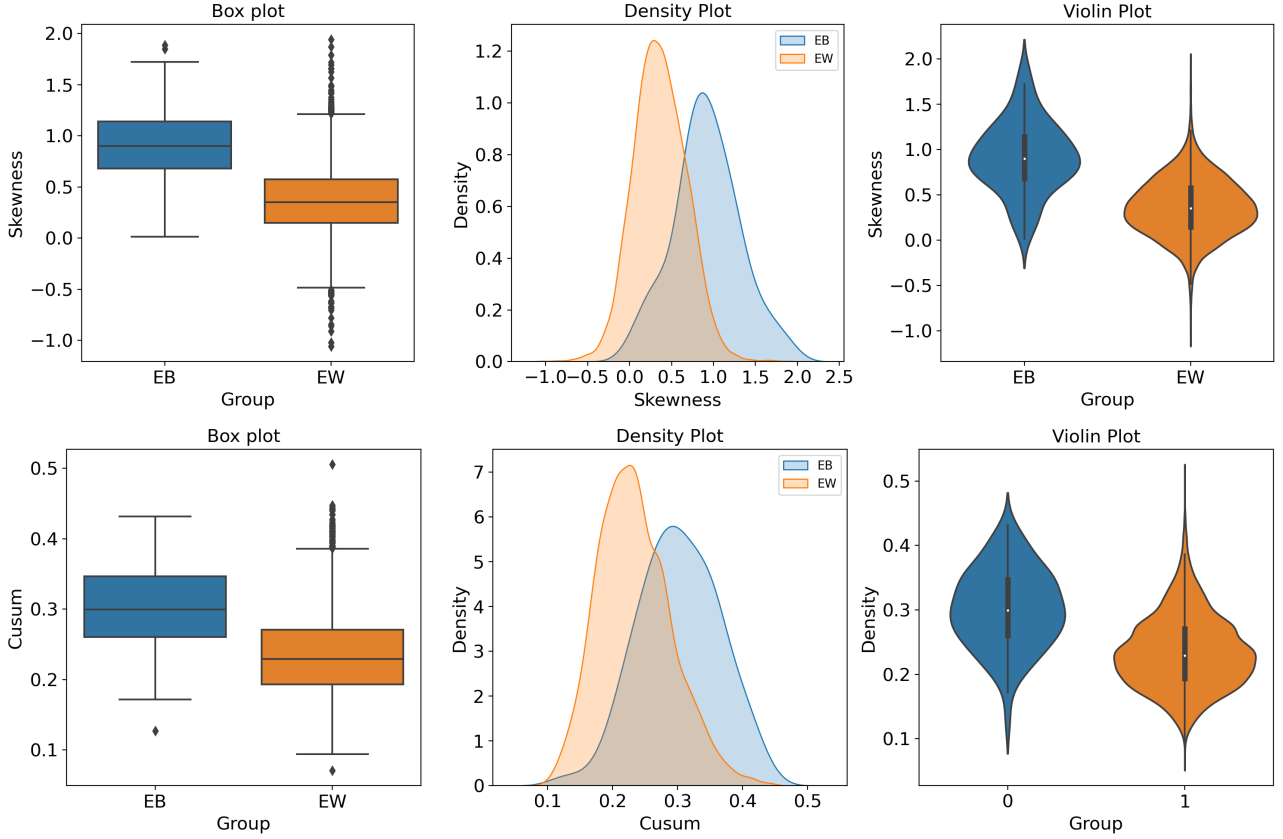 Box plot
Skewness
2.0
1.5
1.0
0.5
0.0
−0.5
−1.0
EB EW
Group
Density Plot
EB
EW
Density
1.2
1.0
0.8
0.6
0.4
0.2
0.0
−1.0 −0.5 0.0 0.5 1.0 1.5 2.0 2.5
Skewness
Violin Plot
Skewness
2.0
1.5
1.0
0.5
0.0
−0.5
−1.0
EB EW
Group
Box plot
Cusum
0.5
0.4
0.3
0.2
0.1
EB EW
Group
Density Plot
EB
EW
Density
7
6
5
4
3
2
1
0
0.1 0.2 0.3 0.4 0.5
Cusum
Violin Plot
Density
0.5
0.4
0.3
0.2
0.1
0 1
Group